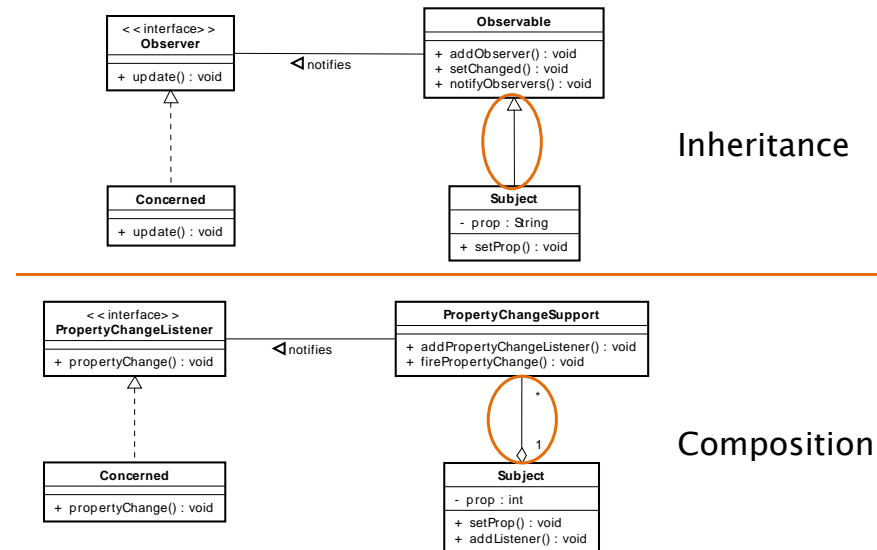 < < interface> >
Observer
+ update() : void
notifies
Observable
+ addObserver() : void
+ setChanged() : void
+ notifyObservers() : void
Inheritance
Concerned
+ update() : void
Subject
- prop : String
+ setProp() : void
< < interface> >
PropertyChangeListener
+ propertyChange() : void
notifies
PropertyChangeSupport
+ addPropertyChangeListener() : void
+ firePropertyChange() : void
*
1
Composition
Concerned
+ propertyChange() : void
Subject
- prop : int
+ setProp() : void
+ addListener() : void